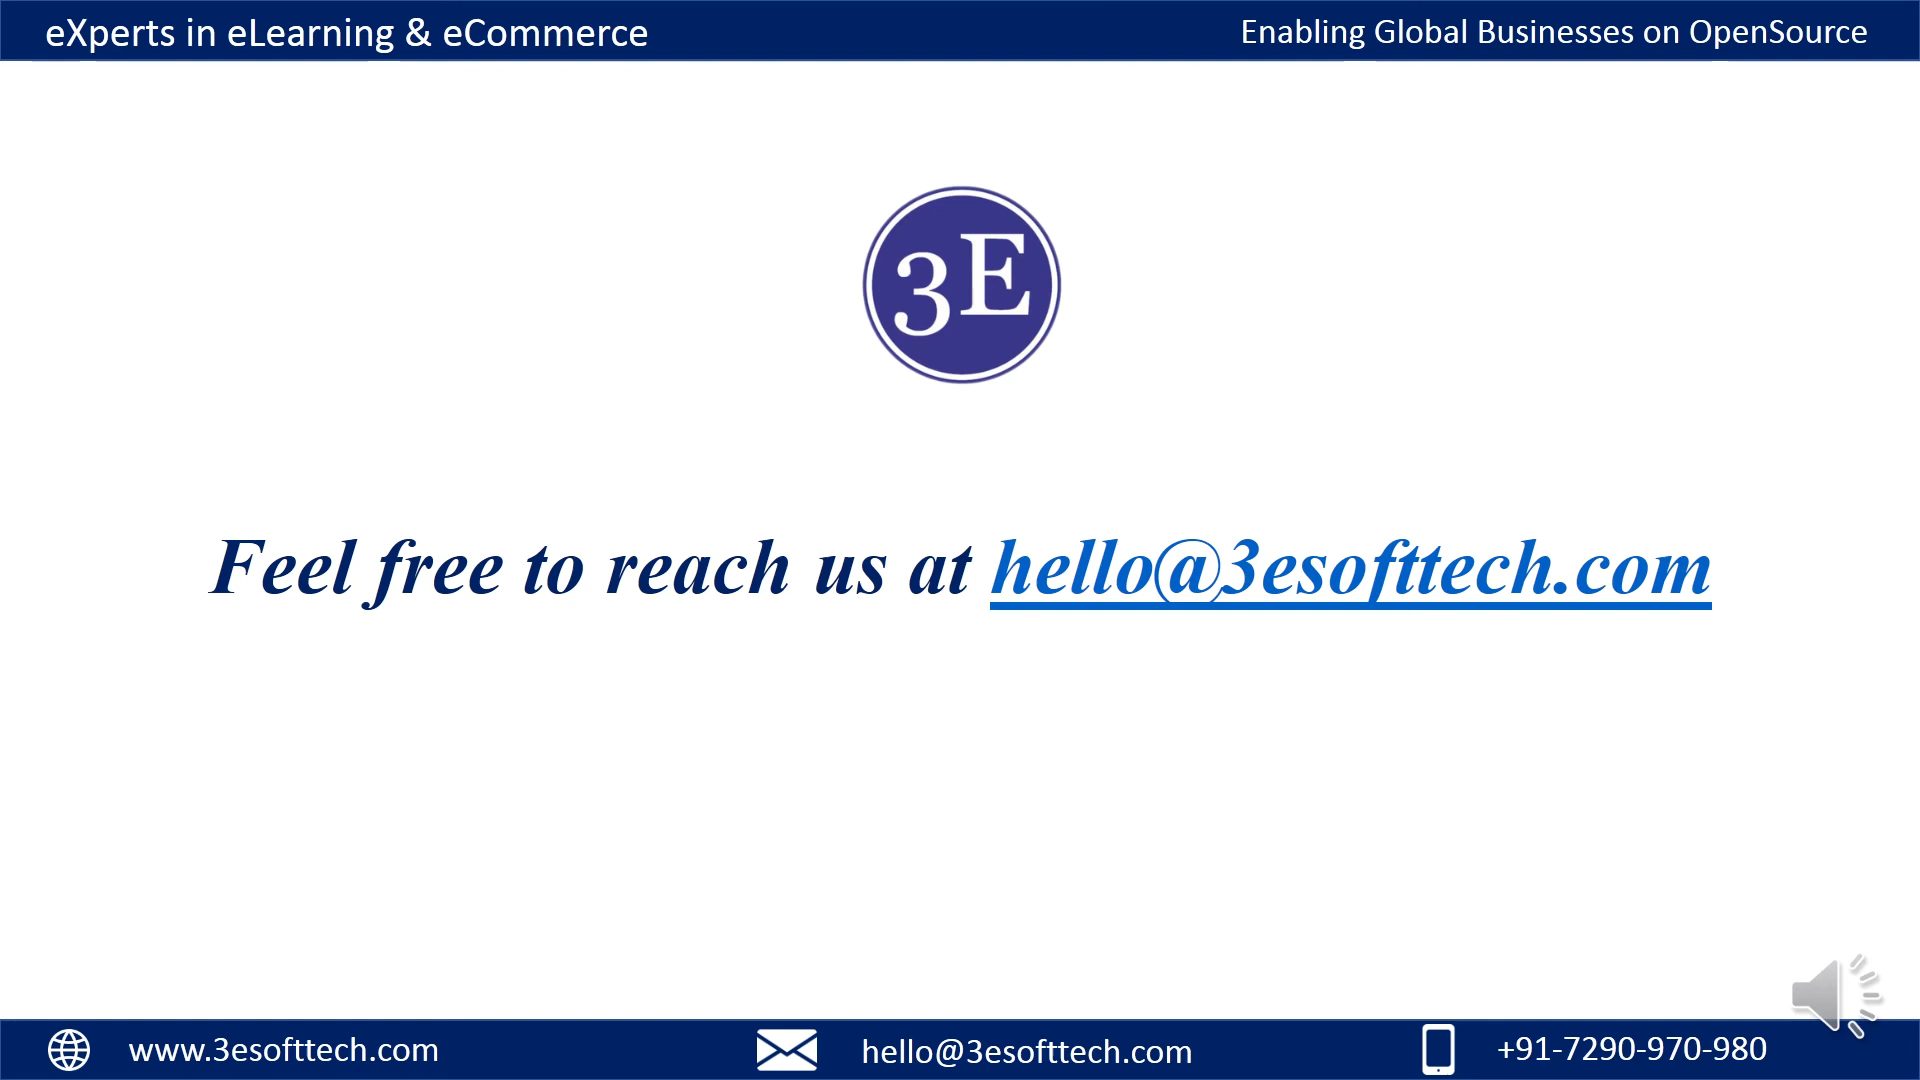 eXperts in eLearning & eCommerce
Enabling Global Businesses on OpenSource
3E
Feel free to reach us at hello@3esofttech.com
www.3esofttech.com
hello@3esofttech.com
+91-7290-970-980